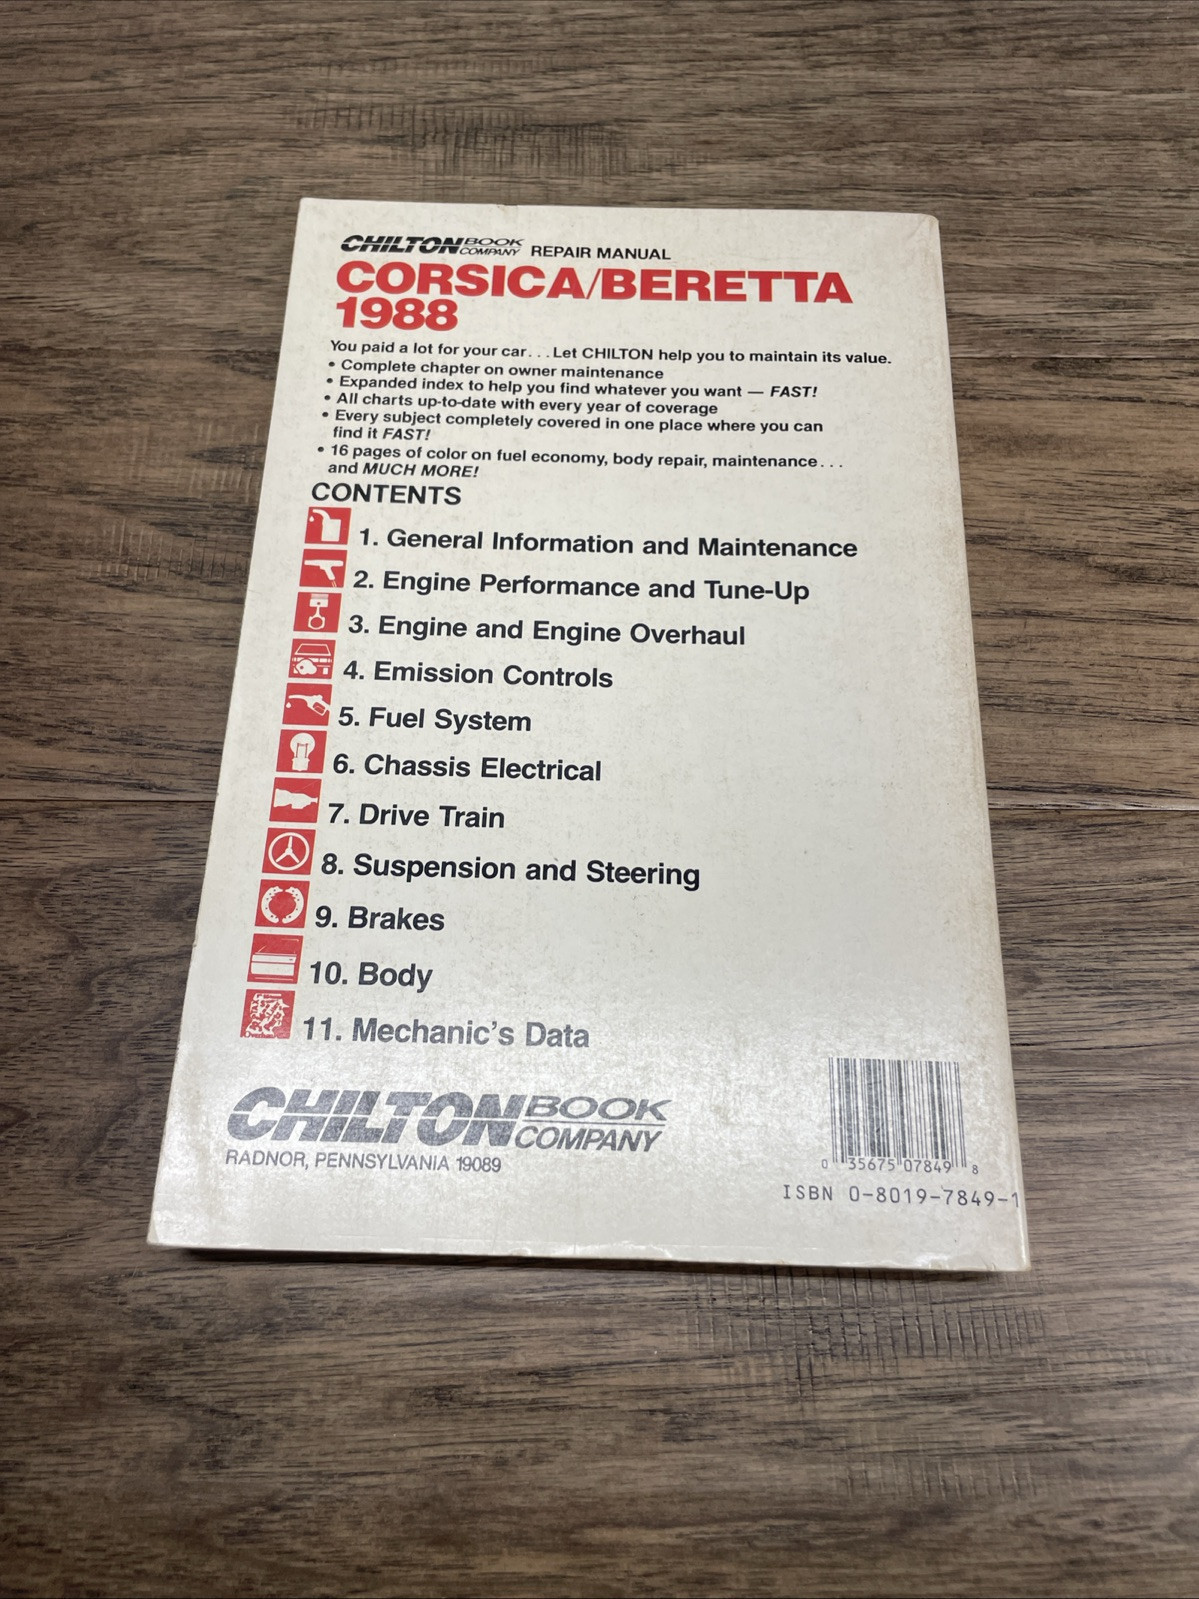 CHILTON BOOK COMPANY REPAIR MANUAL
CORSICA/BERETTA
1988
You paid a lot for your car...Let CHILTON help you to maintain its value.
• Complete chapter on owner maintenance
• Expanded index to help you find whatever you want — FAST!
• All charts up-to-date with every year of coverage
• Every subject completely covered in one place where you can
find it FAST!
• 16 pages of color on fuel economy, body repair, maintenance...
and MUCH MORE!
CONTENTS
1. General Information and Maintenance
2. Engine Performance and Tune-Up
3. Engine and Engine Overhaul
4. Emission Controls
5. Fuel System
6. Chassis Electrical
7. Drive Train
8. Suspension and Steering
9. Brakes
10. Body
11. Mechanic's Data
CHILTON BOOK COMPANY
RADNOR, PENNSYLVANIA 19089
0 35675 07849 8
ISBN 0-8019-7849-1